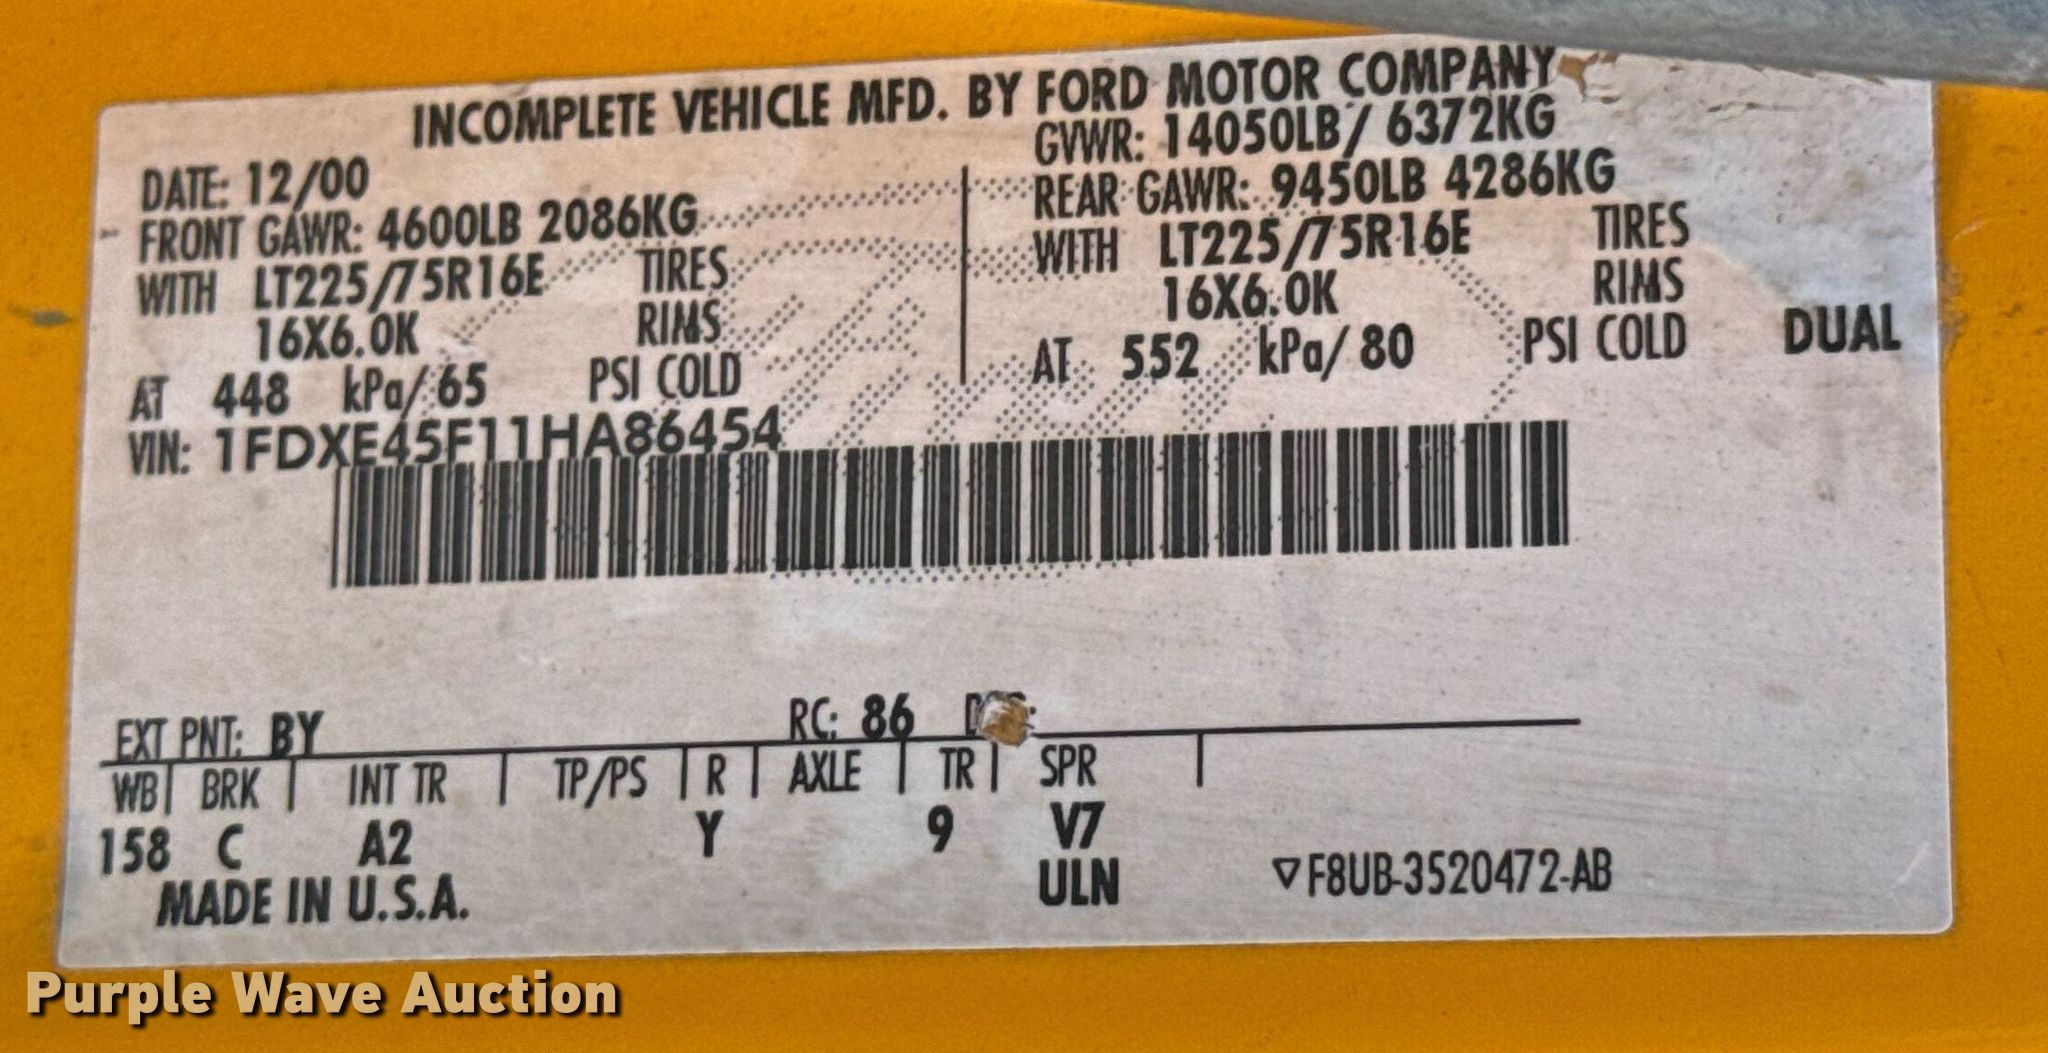 INCOMPLETE VEHICLE MFD. BY FORD MOTOR COMPANY
DATE: 12/00 GVWR: 14050LB/ 6372KG
FRONT GAWR: 4600LB 2086KG REAR GAWR: 9450LB 4286KG
WITH LT225/75R16E TIRES WITH LT225/75R16E TIRES
16X6.0K RIMS 16X6.0K RIMS
AT 448 kPa/ 65 PSI COLD AT 552 kPa/ 80 PSI COLD DUAL
VIN: 1FDXE45F11HA86454
EXT PNT: BY RC: 86
WB BRK INT TR TP/PS R AXLE TR SPR
158 C A2 Y 9 V7
MADE IN U.S.A. ULN ▽F8UB-3520472-AB
Purple Wave Auction